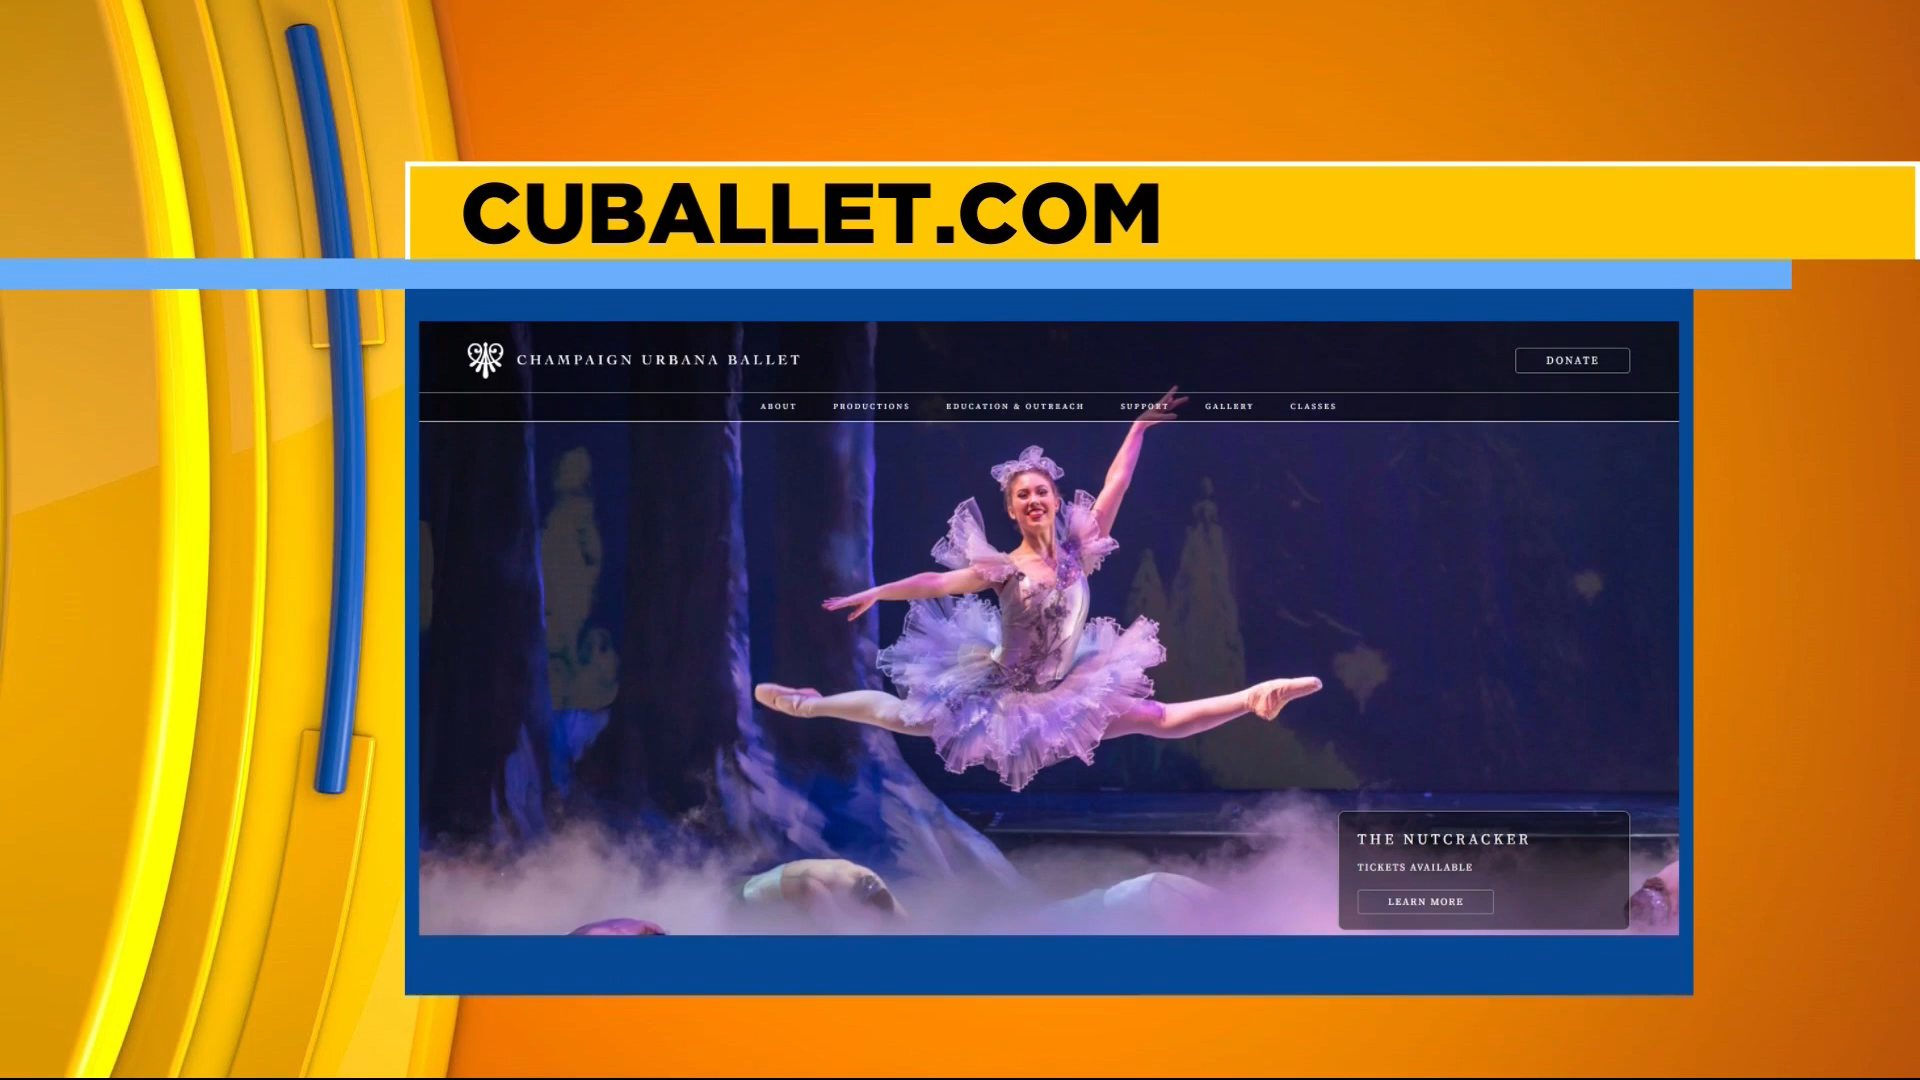 CUBALLET.COM
CHAMPAIGN URBANA BALLET
DONATE
ABOUT PRODUCTIONS EDUCATION & OUTREACH SUPPORT GALLERY CLASSES
THE NUTCRACKER
TICKETS AVAILABLE
LEARN MORE